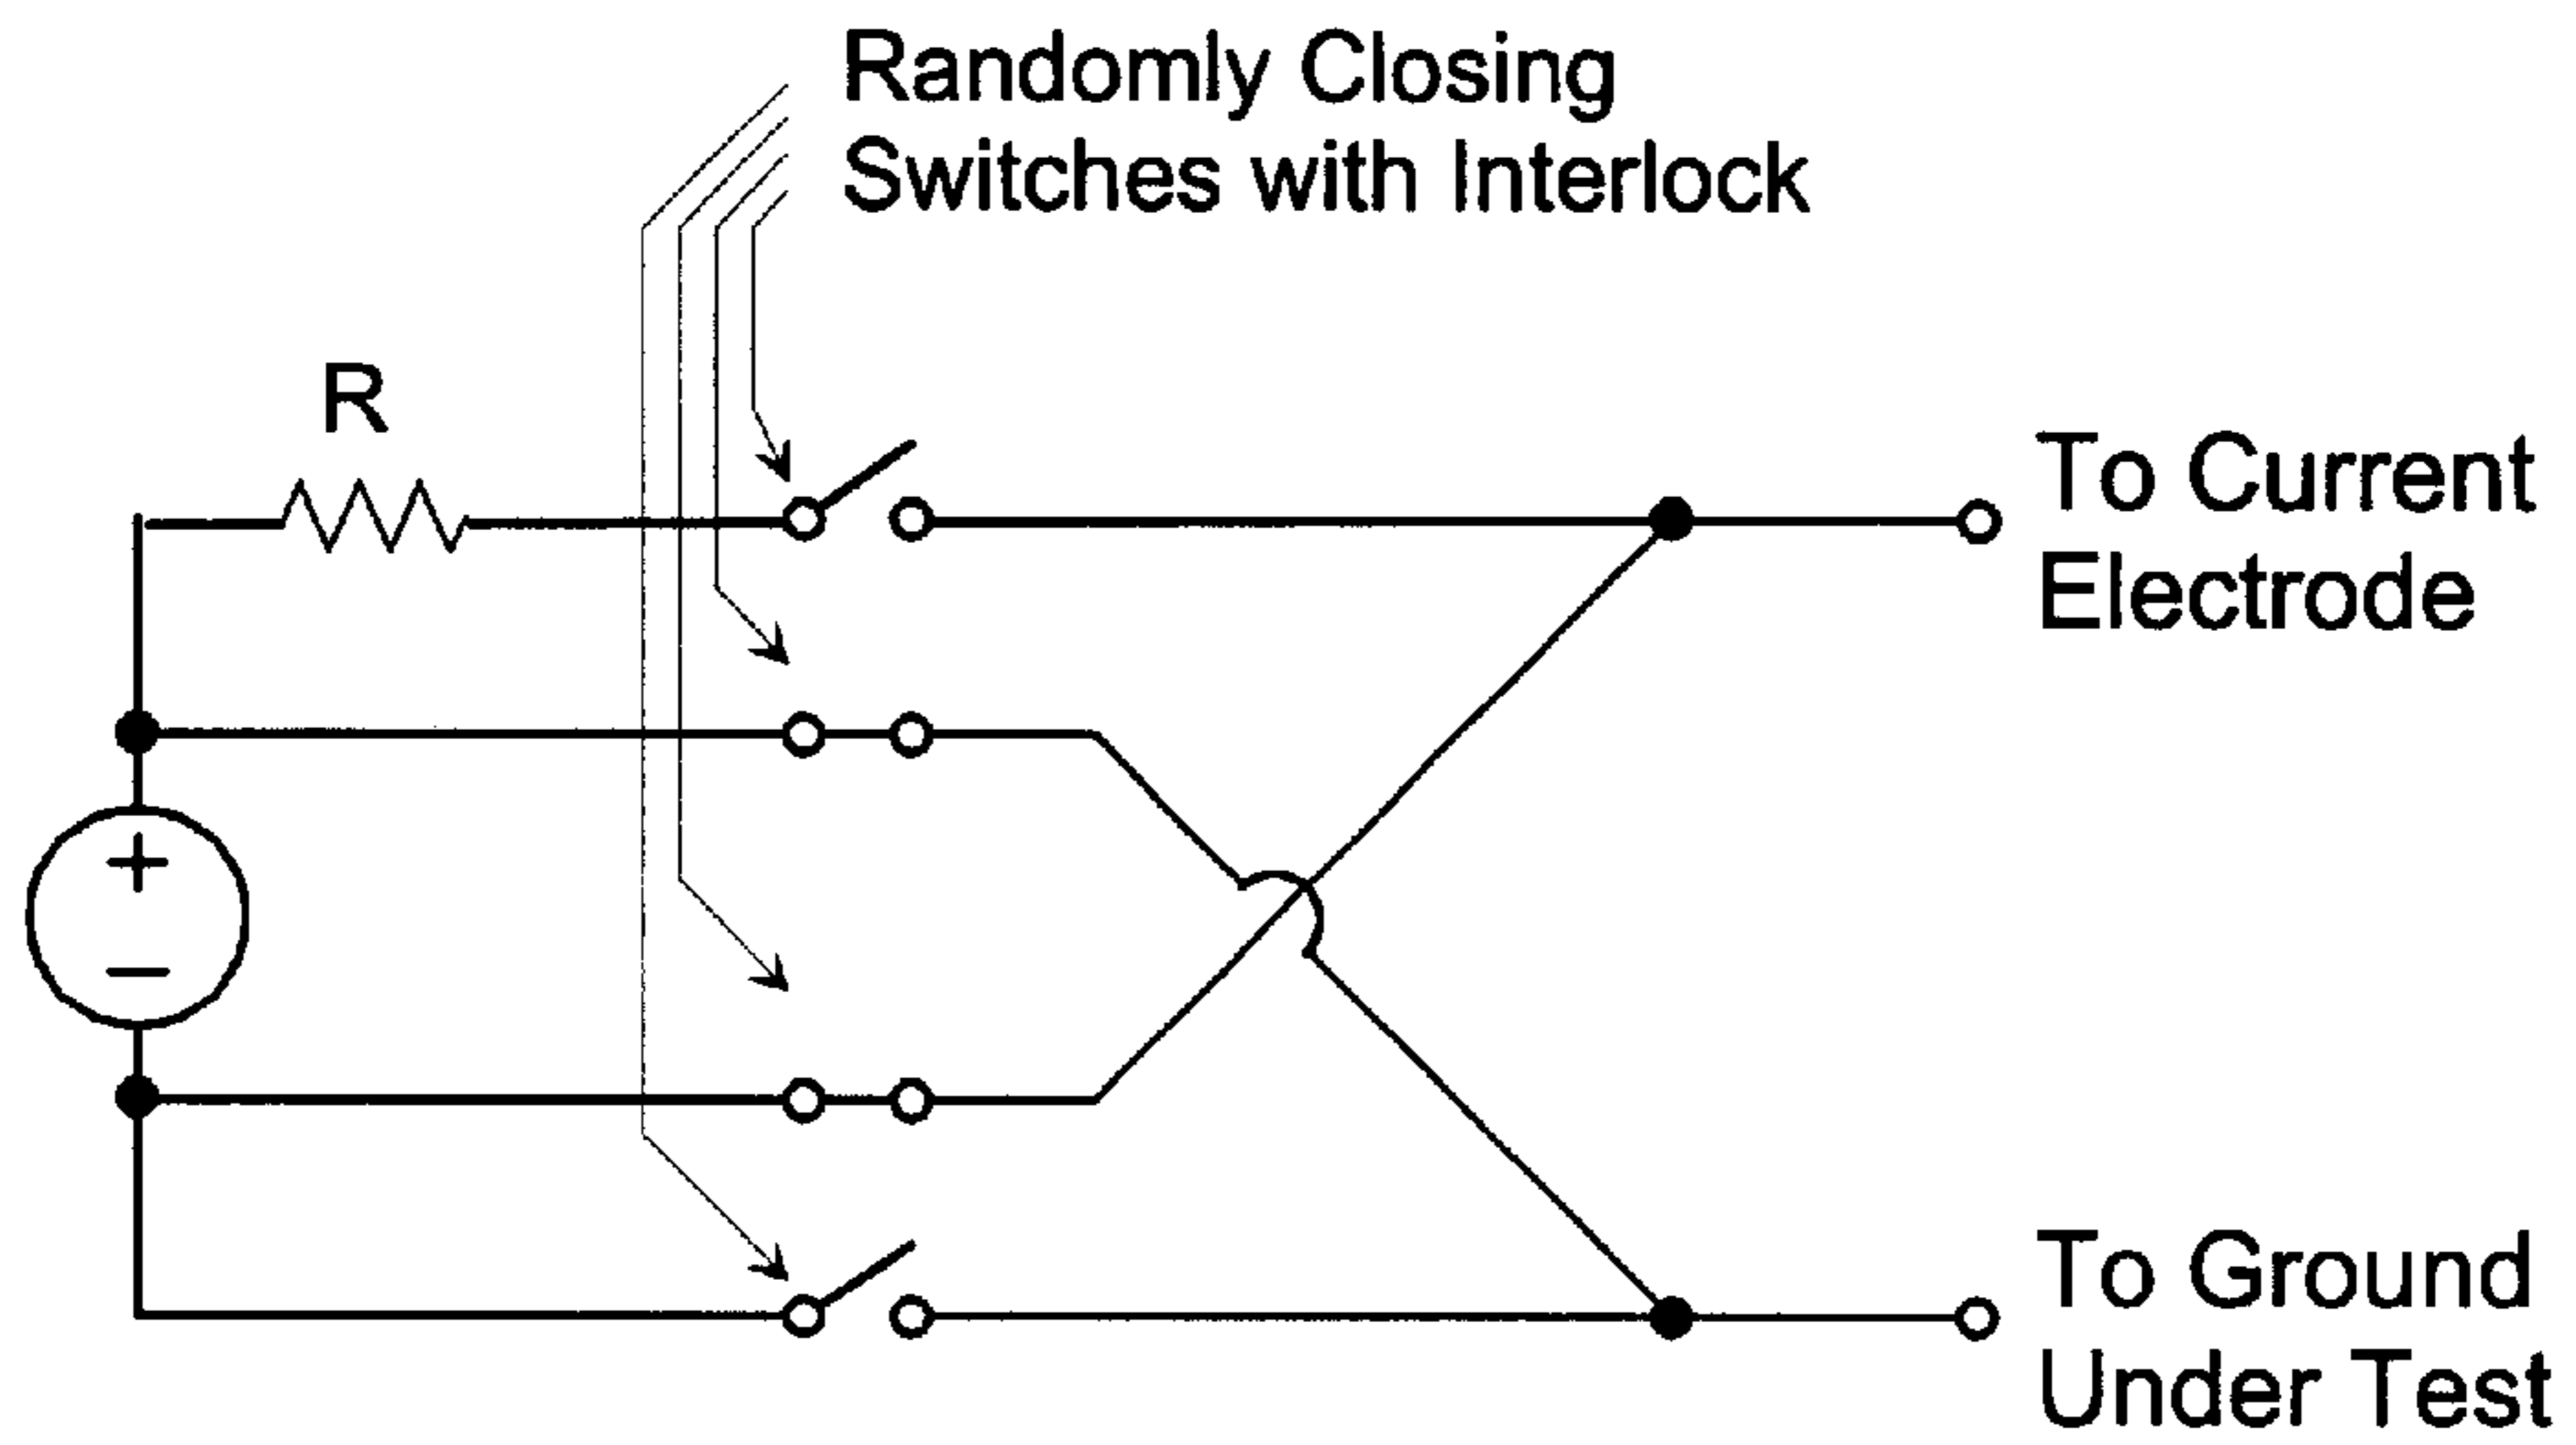 Randomly Closing
Switches with Interlock
R
To Current
Electrode
+
−
To Ground
Under Test